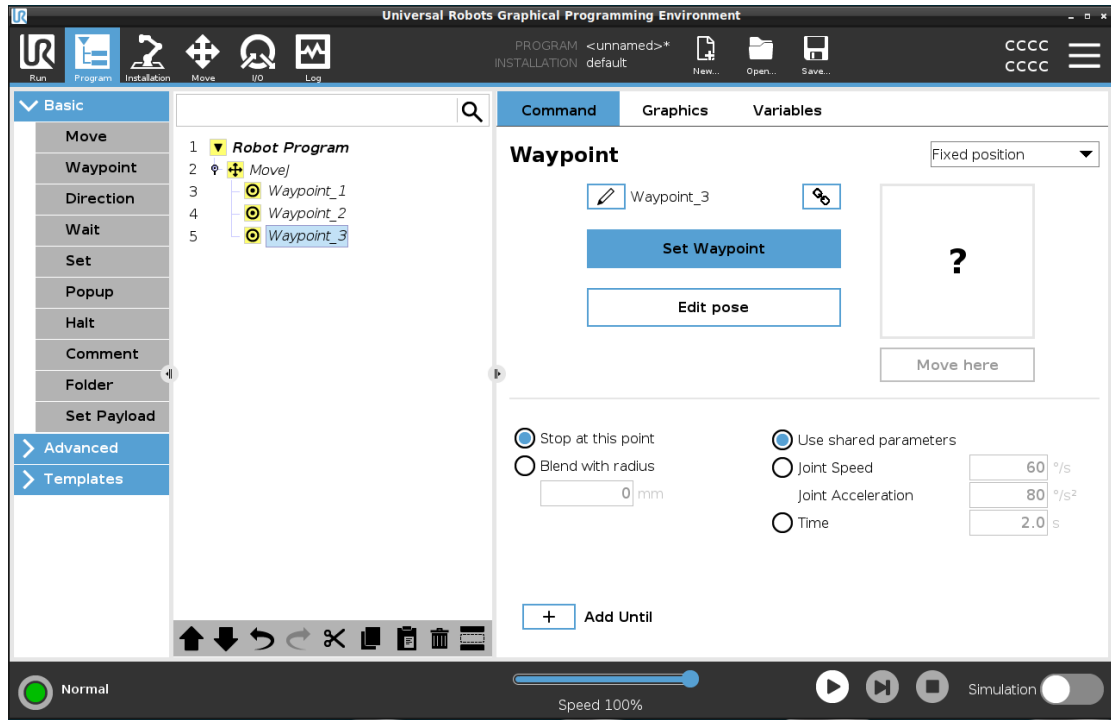 Universal Robots Graphical Programming Environment
UR
Run
Program
Installation
Move
I/O
Log
PROGRAM <unnamed>*
INSTALLATION default
New...
Open...
Save...
CCCC
CCCC
Basic
Move
Waypoint
Direction
Wait
Set
Popup
Halt
Comment
Folder
Set Payload
Advanced
Templates
1 Robot Program
2 MoveJ
3 Waypoint_1
4 Waypoint_2
5 Waypoint_3
Command Graphics Variables
Waypoint
Fixed position
Waypoint_3
Set Waypoint
Edit pose
?
Move here
Stop at this point
Blend with radius
0 mm
Use shared parameters
Joint Speed 60 °/s
Joint Acceleration 80 °/s²
Time 2.0 s
+ Add Until
Normal
Speed 100%
Simulation